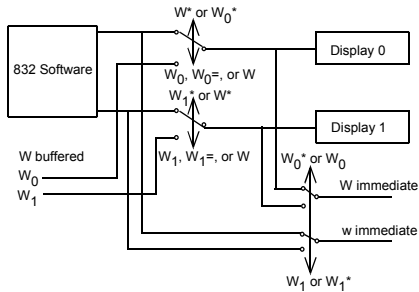 W* or W0*
832 Software
Display 0
W0, W0=, or W
W1* or W*
Display 1
W buffered
W0
W1
W1, W1=, or W
W0* or W0
W immediate
w immediate
W1 or W1*